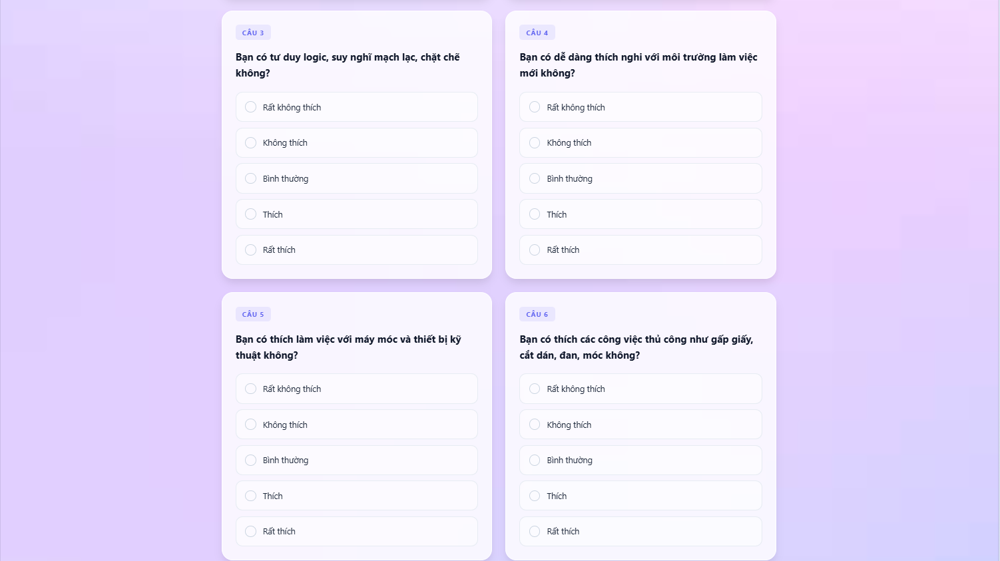 CÂU 3
Bạn có tư duy logic, suy nghĩ mạch lạc, chặt chẽ
không?
Rất không thích
Không thích
Bình thường
Thích
Rất thích
CÂU 4
Bạn có dễ dàng thích nghi với môi trường làm việc
mới không?
Rất không thích
Không thích
Bình thường
Thích
Rất thích
CÂU 5
Bạn có thích làm việc với máy móc và thiết bị kỹ
thuật không?
Rất không thích
Không thích
Bình thường
Thích
Rất thích
CÂU 6
Bạn có thích các công việc thủ công như gấp giấy,
cắt dán, đan, móc không?
Rất không thích
Không thích
Bình thường
Thích
Rất thích